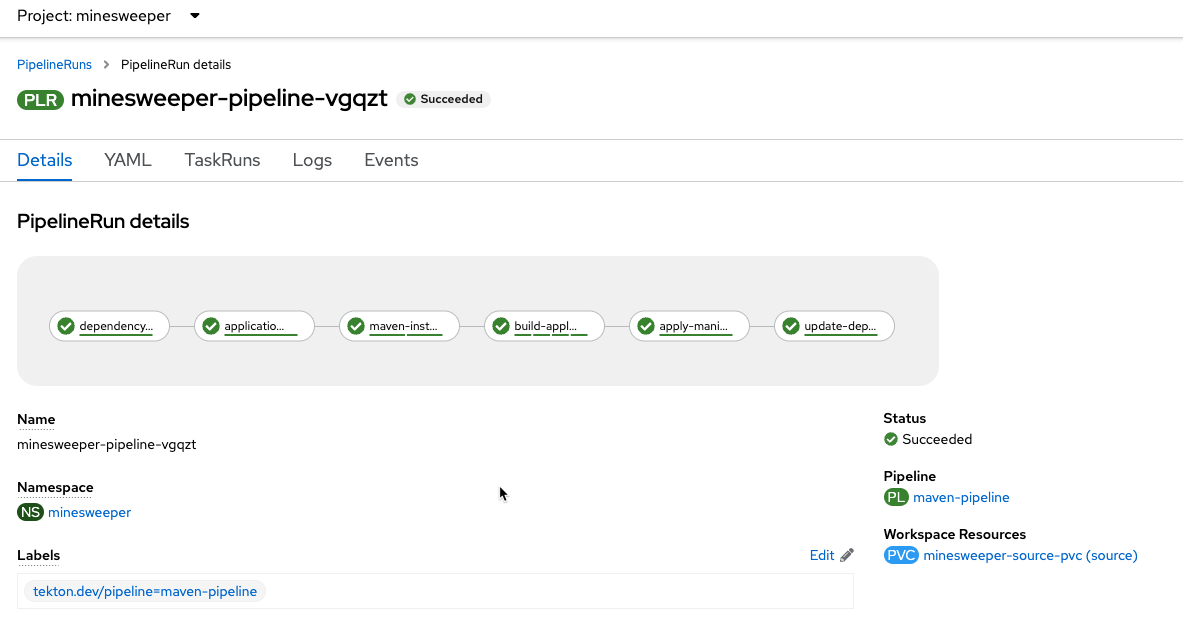 Project: minesweeper
PipelineRuns > PipelineRun details
PLR minesweeper-pipeline-vgqzt Succeeded
Details YAML TaskRuns Logs Events
PipelineRun details
dependency... applicatio... maven-inst... build-appl... apply-mani... update-dep...
Name
minesweeper-pipeline-vgqzt
Namespace
NS minesweeper
Labels Edit
tekton.dev/pipeline=maven-pipeline
Status
Succeeded
Pipeline
PL maven-pipeline
Workspace Resources
PVC minesweeper-source-pvc (source)